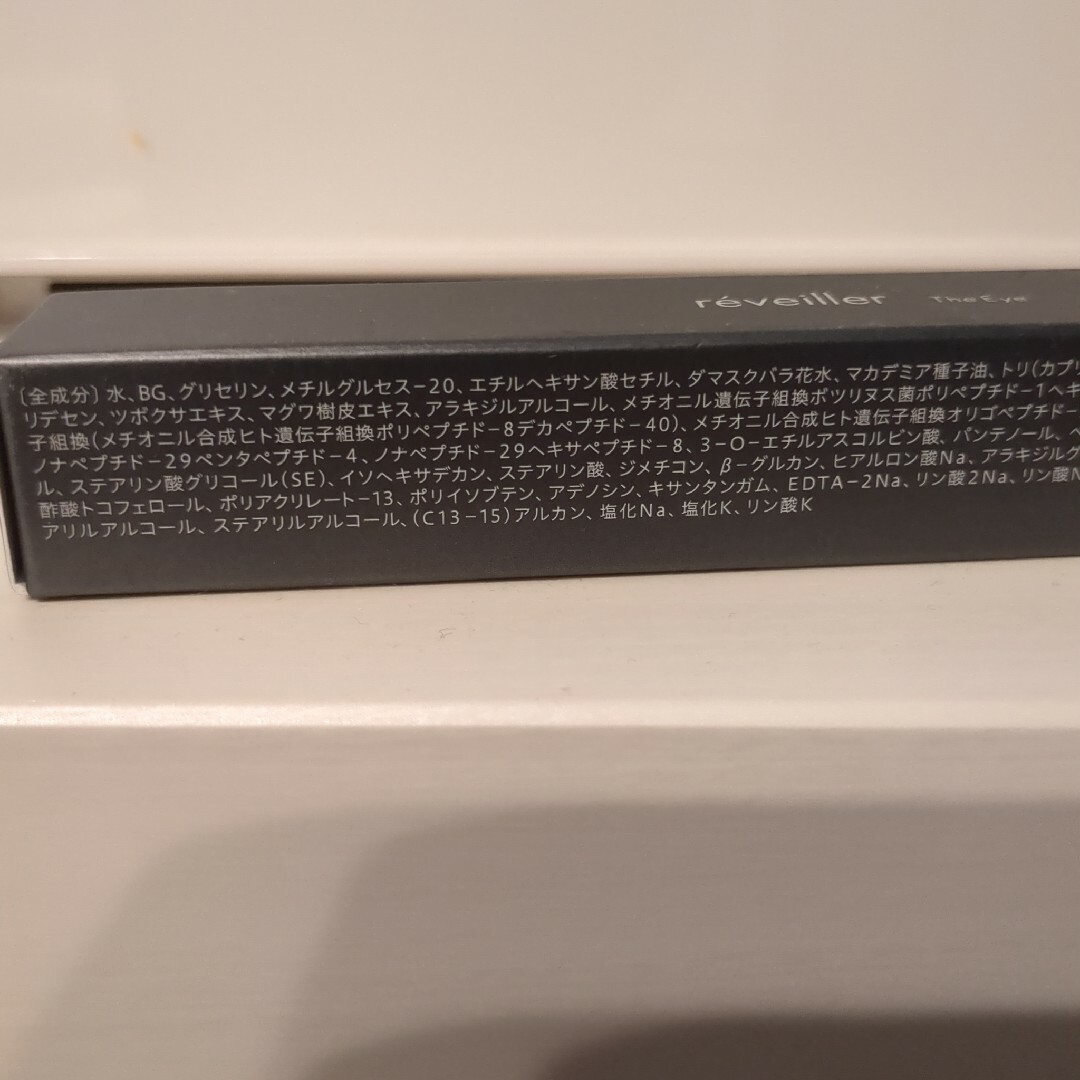 réveiller The Eye
〔全成分〕水、BG、グリセリン、メチルグルセス-20、エチルヘキサン酸セチル、ダマスクバラ花水、マカデミア種子油、トリ(カプリ
リデセン、ツボクサエキス、マグワ樹皮エキス、アラキジルアルコール、メチオニル遺伝子組換ボツリヌス菌ポリペプチド-1ヘキ
子組換(メチオニル合成ヒト遺伝子組換ポリペプチド-8デカペプチド-40)、メチオニル合成ヒト遺伝子組換オリゴペプチド-
ノナペプチド-29ペンタペプチド-4、ノナペプチド-29ヘキサペプチド-8、3-O-エチルアスコルビン酸、パンテノール、
ル、ステアリン酸グリコール(SE)、イソヘキサデカン、ステアリン酸、ジメチコン、β-グルカン、ヒアルロン酸Na、アラキジルグ
酢酸トコフェロール、ポリアクリレート-13、ポリイソブテン、アデノシン、キサンタンガム、EDTA-2Na、リン酸2Na、リン酸N
アリルアルコール、ステアリルアルコール、(C13-15)アルカン、塩化Na、塩化K、リン酸K